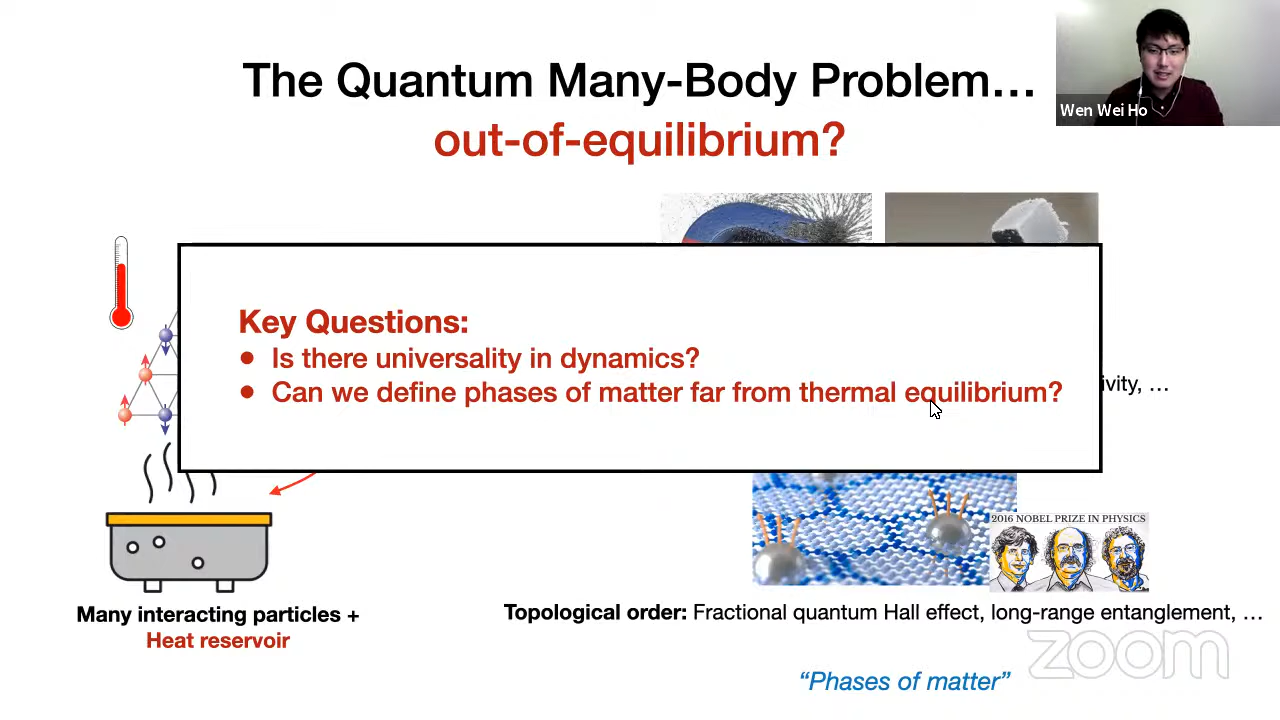 The Quantum Many-Body Problem…
out-of-equilibrium?
Wen Wei Ho
Key Questions:
• Is there universality in dynamics?
• Can we define phases of matter far from thermal equilibrium?
ivity, …
2016 NOBEL PRIZE IN PHYSICS
Many interacting particles +
Heat reservoir
Topological order: Fractional quantum Hall effect, long-range entanglement, …
zoom
“Phases of matter”